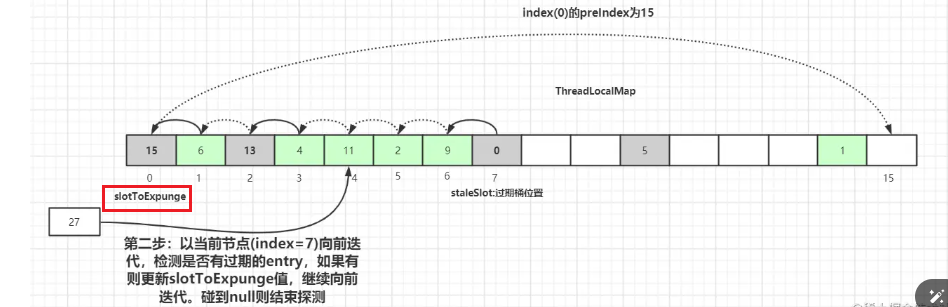 index(0)的preIndex为15
ThreadLocalMap
15 6 13 4 11 2 9 0 5 1
0 1 2 3 4 5 6 7 15
slotToExpunge
staleSlot:过期桶位置
27
第二步：以当前节点(index=7)向前迭
代，检测是否有过期的entry，如果有
则更新slotToExpunge值，继续向前
迭代。碰到null则结束探测